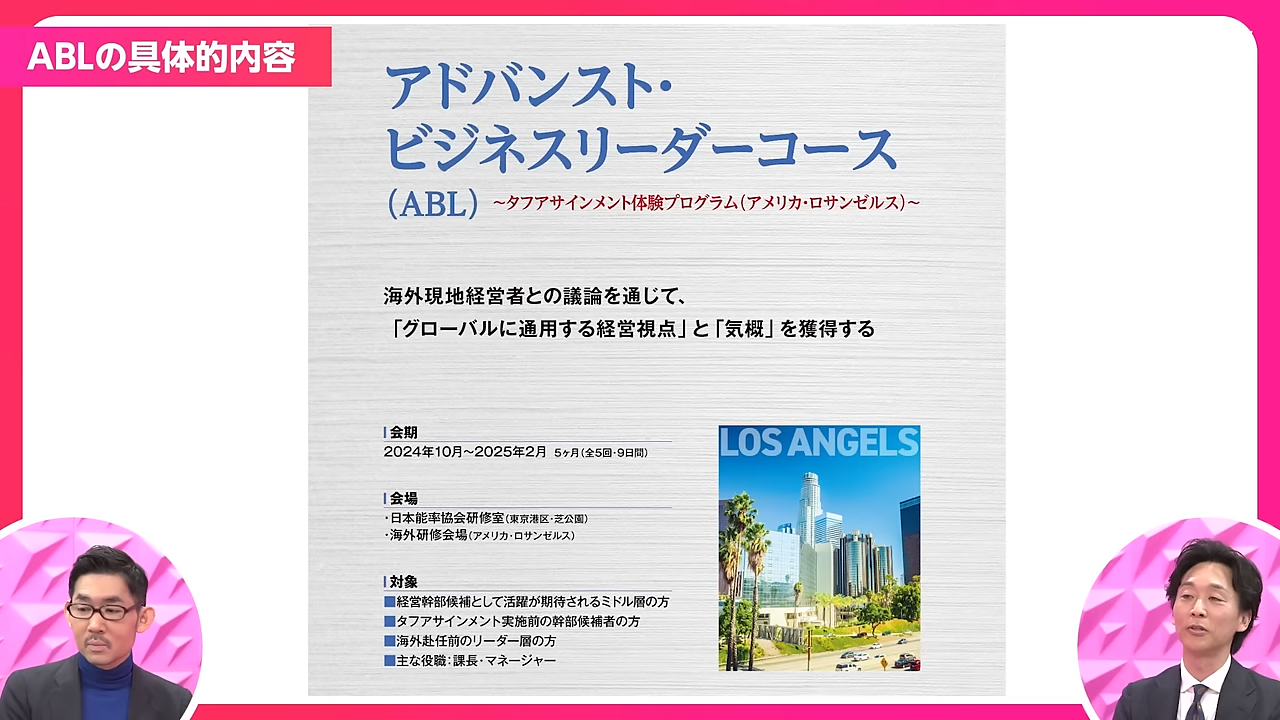 ABLの具体的内容
アドバンスト・
ビジネスリーダーコース
(ABL) ～タフアサインメント体験プログラム(アメリカ・ロサンゼルス)～
海外現地経営者との議論を通じて、
「グローバルに通用する経営視点」と「気概」を獲得する
会期
2024年10月～2025年2月 5ヶ月(全5回・9日間)
会場
・日本能率協会研修室(東京港区・芝公園)
・海外研修会場(アメリカ・ロサンゼルス)
対象
■経営幹部候補として活躍が期待されるミドル層の方
■タフアサインメント実施前の幹部候補者の方
■海外赴任前のリーダー層の方
■主な役職：課長・マネージャー
LOS ANGELS